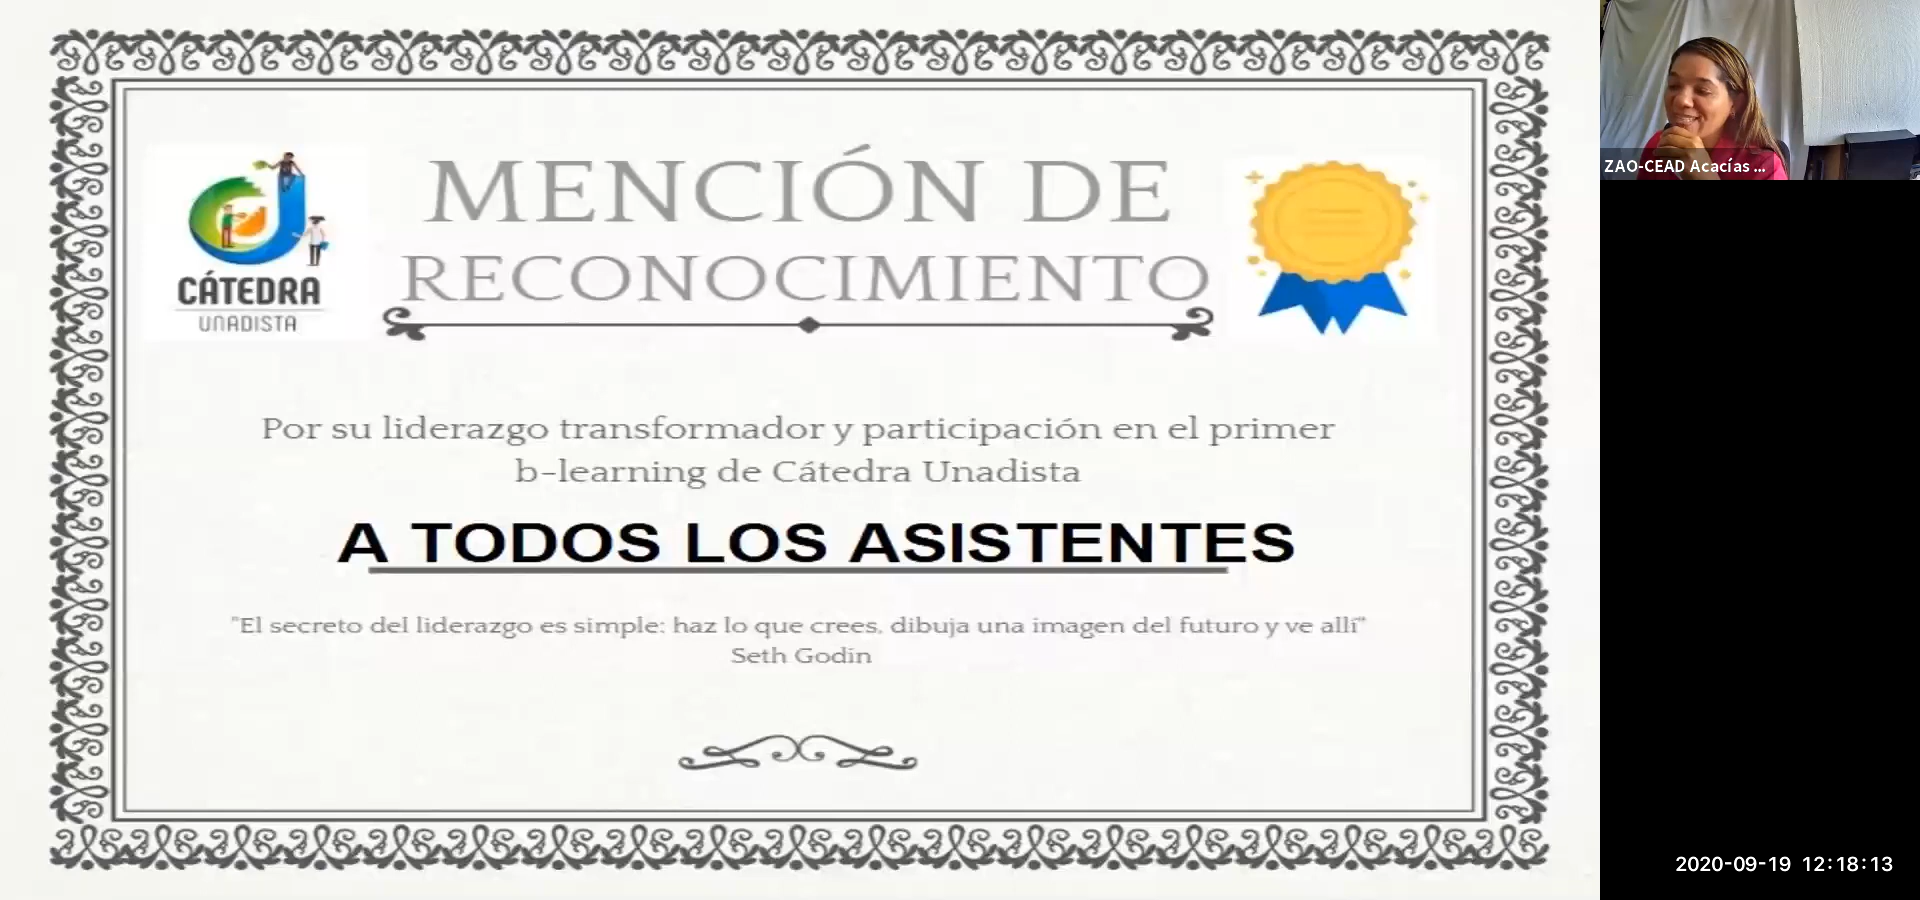 MENCIÓN DE
RECONOCIMIENTO
CÁTEDRA
UNADISTA
Por su liderazgo transformador y participación en el primer
b-learning de Cátedra Unadista
A TODOS LOS ASISTENTES
"El secreto del liderazgo es simple: haz lo que crees, dibuja una imagen del futuro y ve allí"
Seth Godin
ZAO-CEAD Acacías ...
2020-09-19 12:18:13